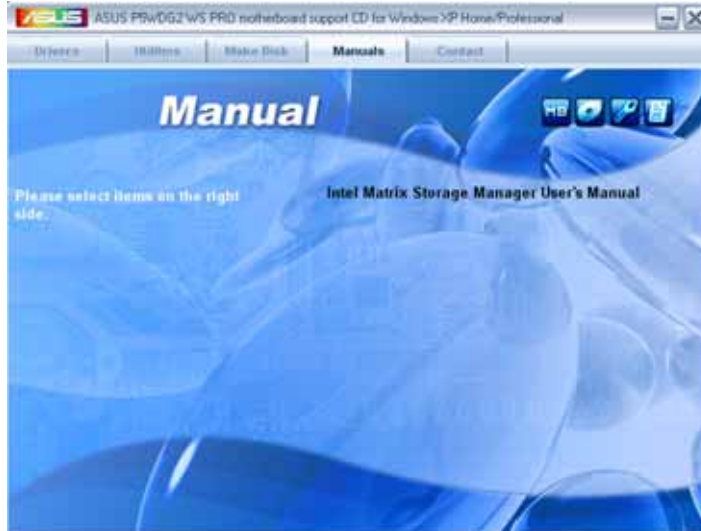 ASUS ASUS P5WDG2 WS PRO motherboard support CD for Windows XP Home/Professional
Drivers Utilities Make Disk Manuals Contact
Manual
Please select items on the right
side.
Intel Matrix Storage Manager User's Manual